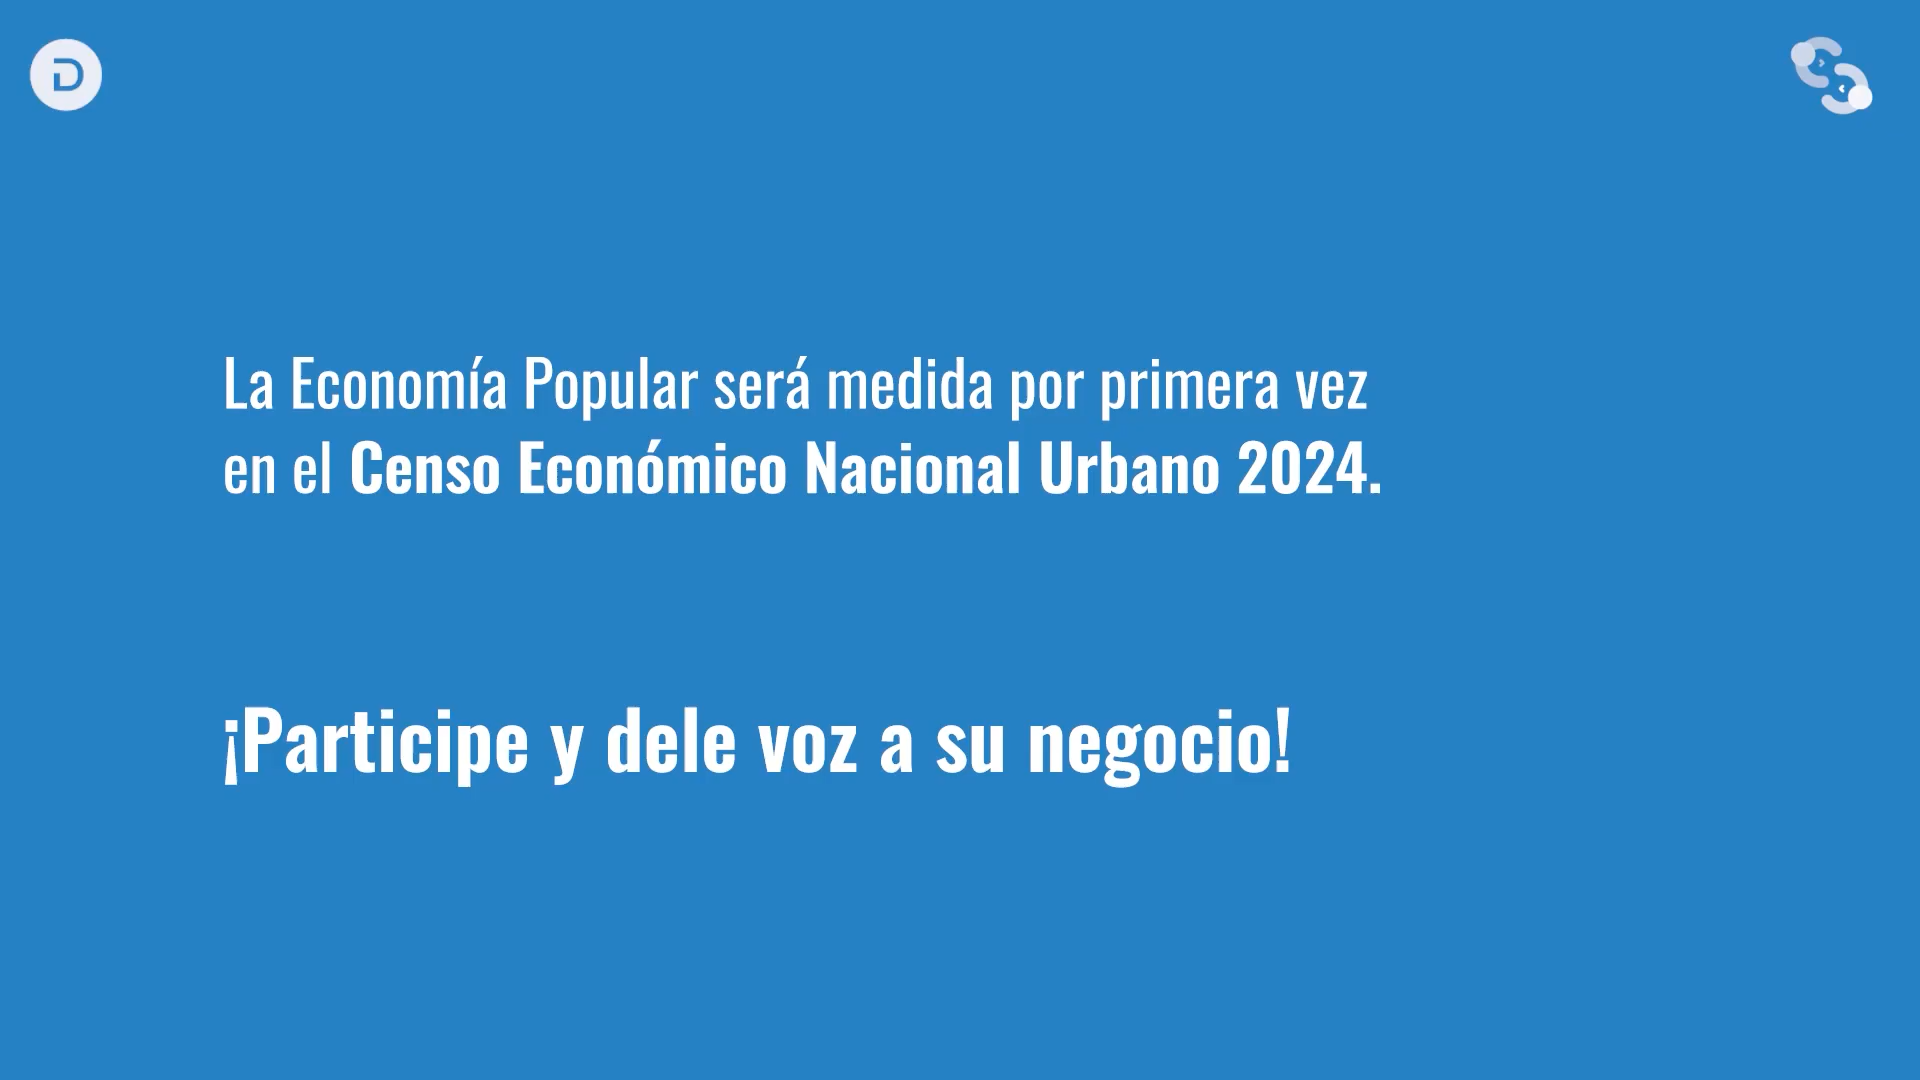 D
La Economía Popular será medida por primera vez
en el Censo Económico Nacional Urbano 2024.
¡Participe y dele voz a su negocio!